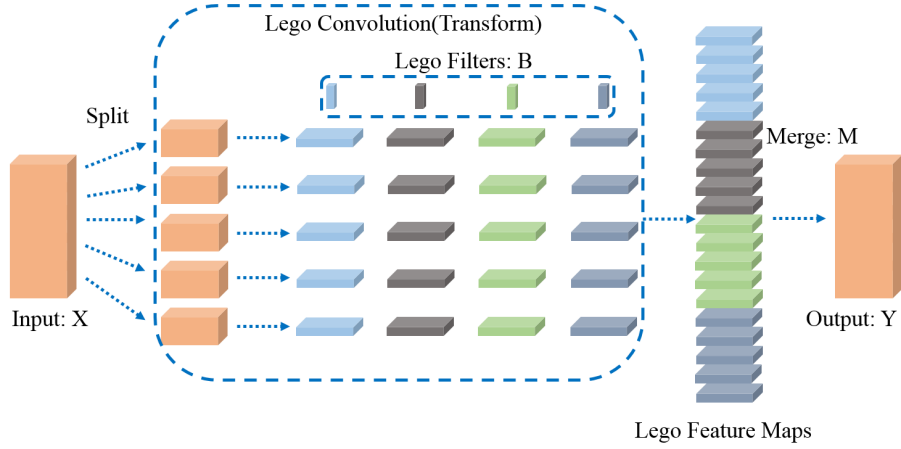 Lego Convolution(Transform)
Lego Filters: B
Split
Merge: M
Input: X
Output: Y
Lego Feature Maps